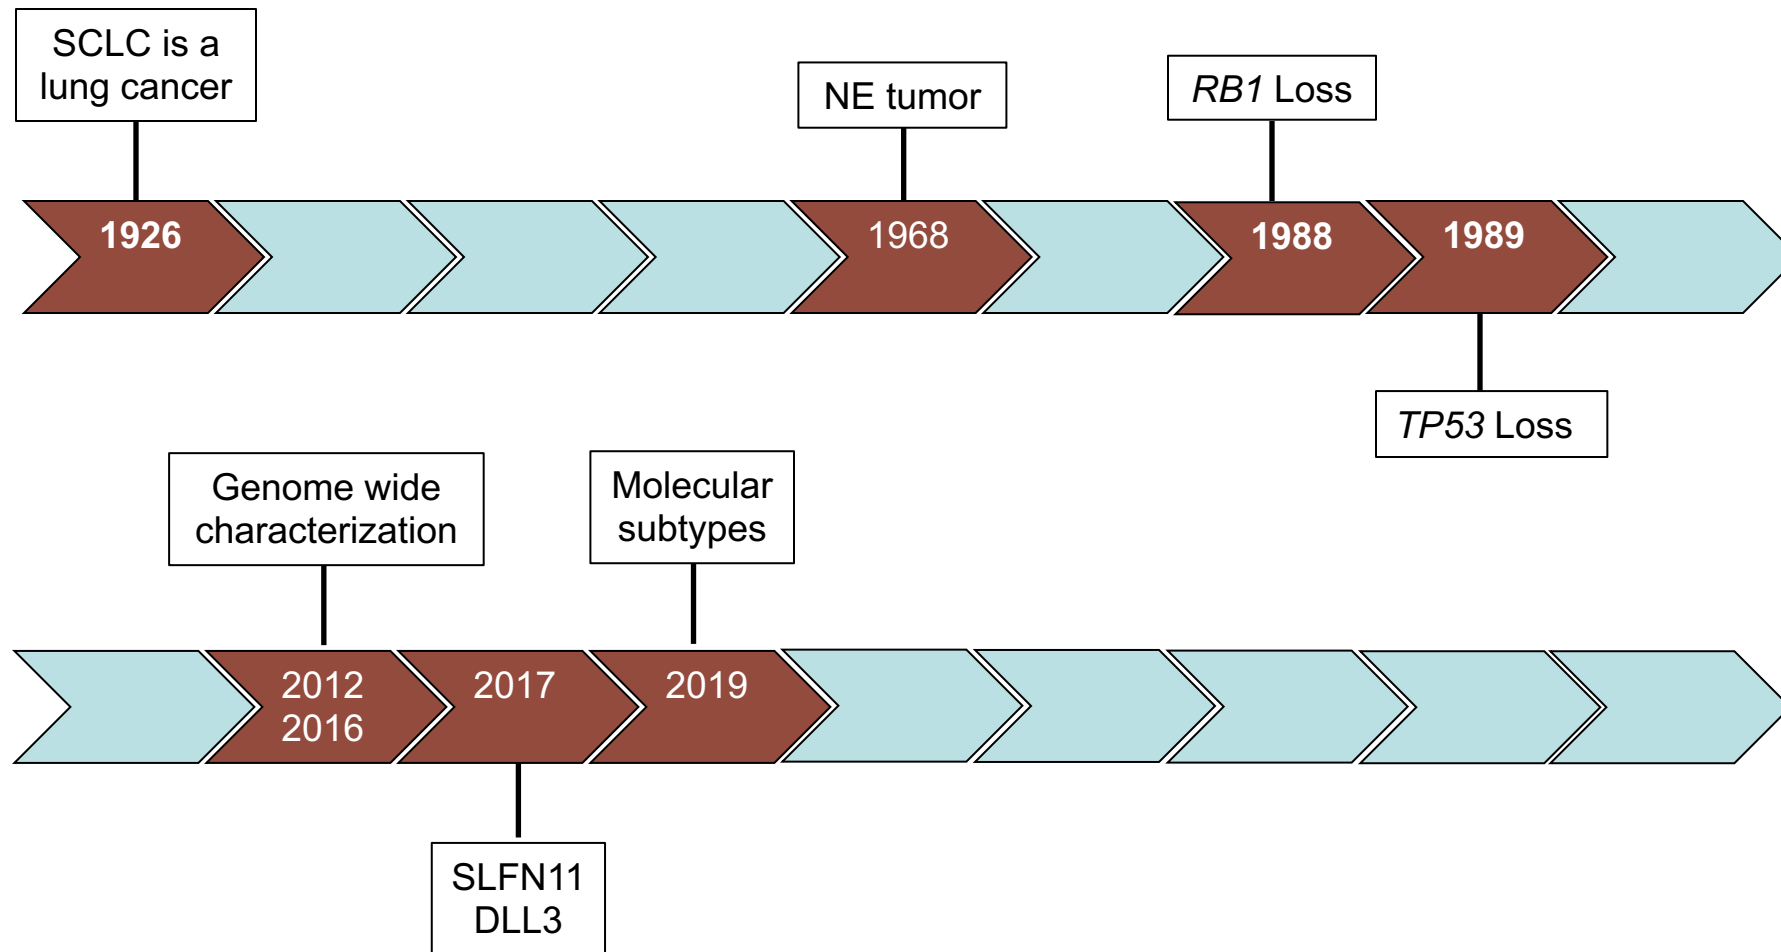 SCLC is a
lung cancer
NE tumor
RB1 Loss
1926
1968
1988
1989
TP53 Loss
Genome wide
characterization
Molecular
subtypes
2012
2016
2017
2019
SLFN11
DLL3